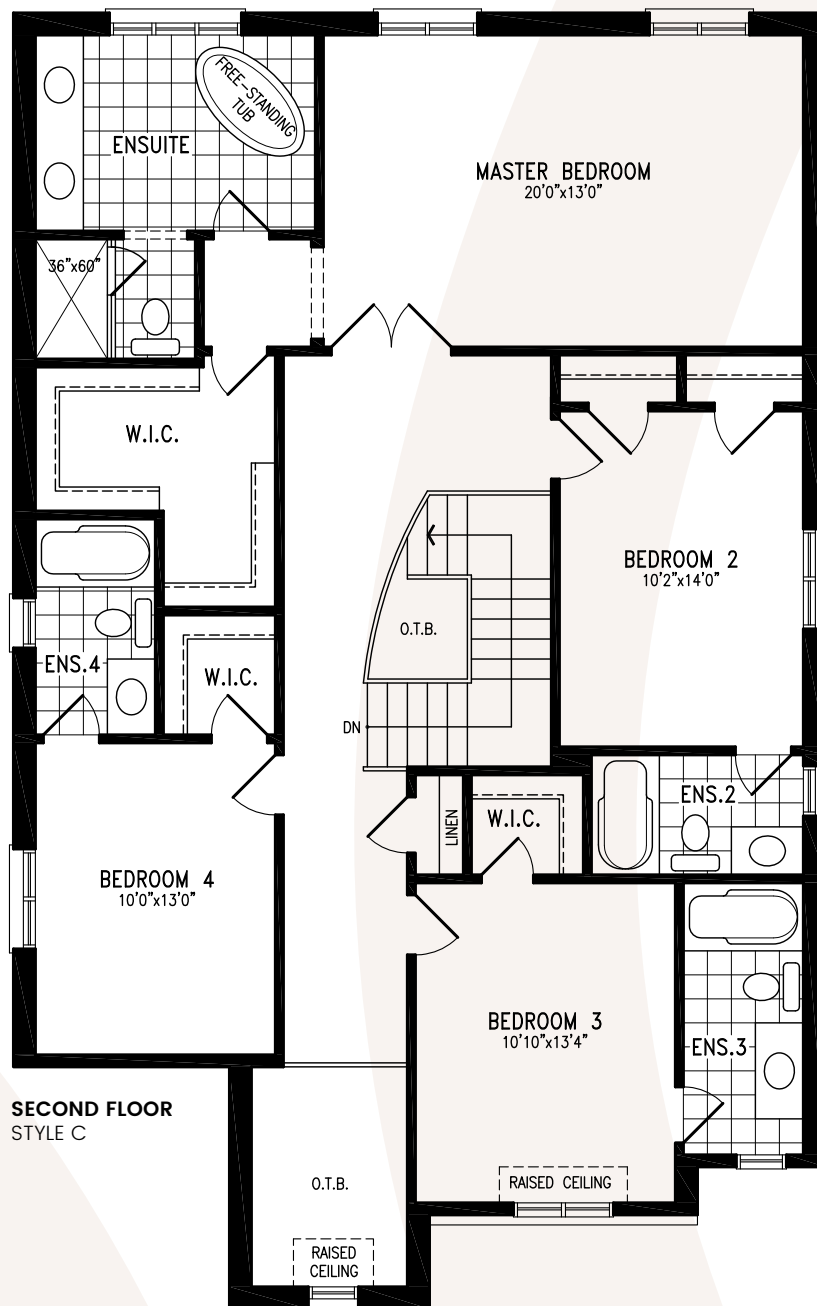 FREE-STANDING
TUB
ENSUITE
MASTER BEDROOM
20'0"x13'0"
36"x60"
W.I.C.
BEDROOM 2
10'2"x14'0"
O.T.B.
ENS.4
W.I.C.
DN
ENS.2
LINEN
W.I.C.
BEDROOM 4
10'0"x13'0"
BEDROOM 3
10'10"x13'4"
ENS.3
SECOND FLOOR
STYLE C
O.T.B.
RAISED CEILING
RAISED
CEILING